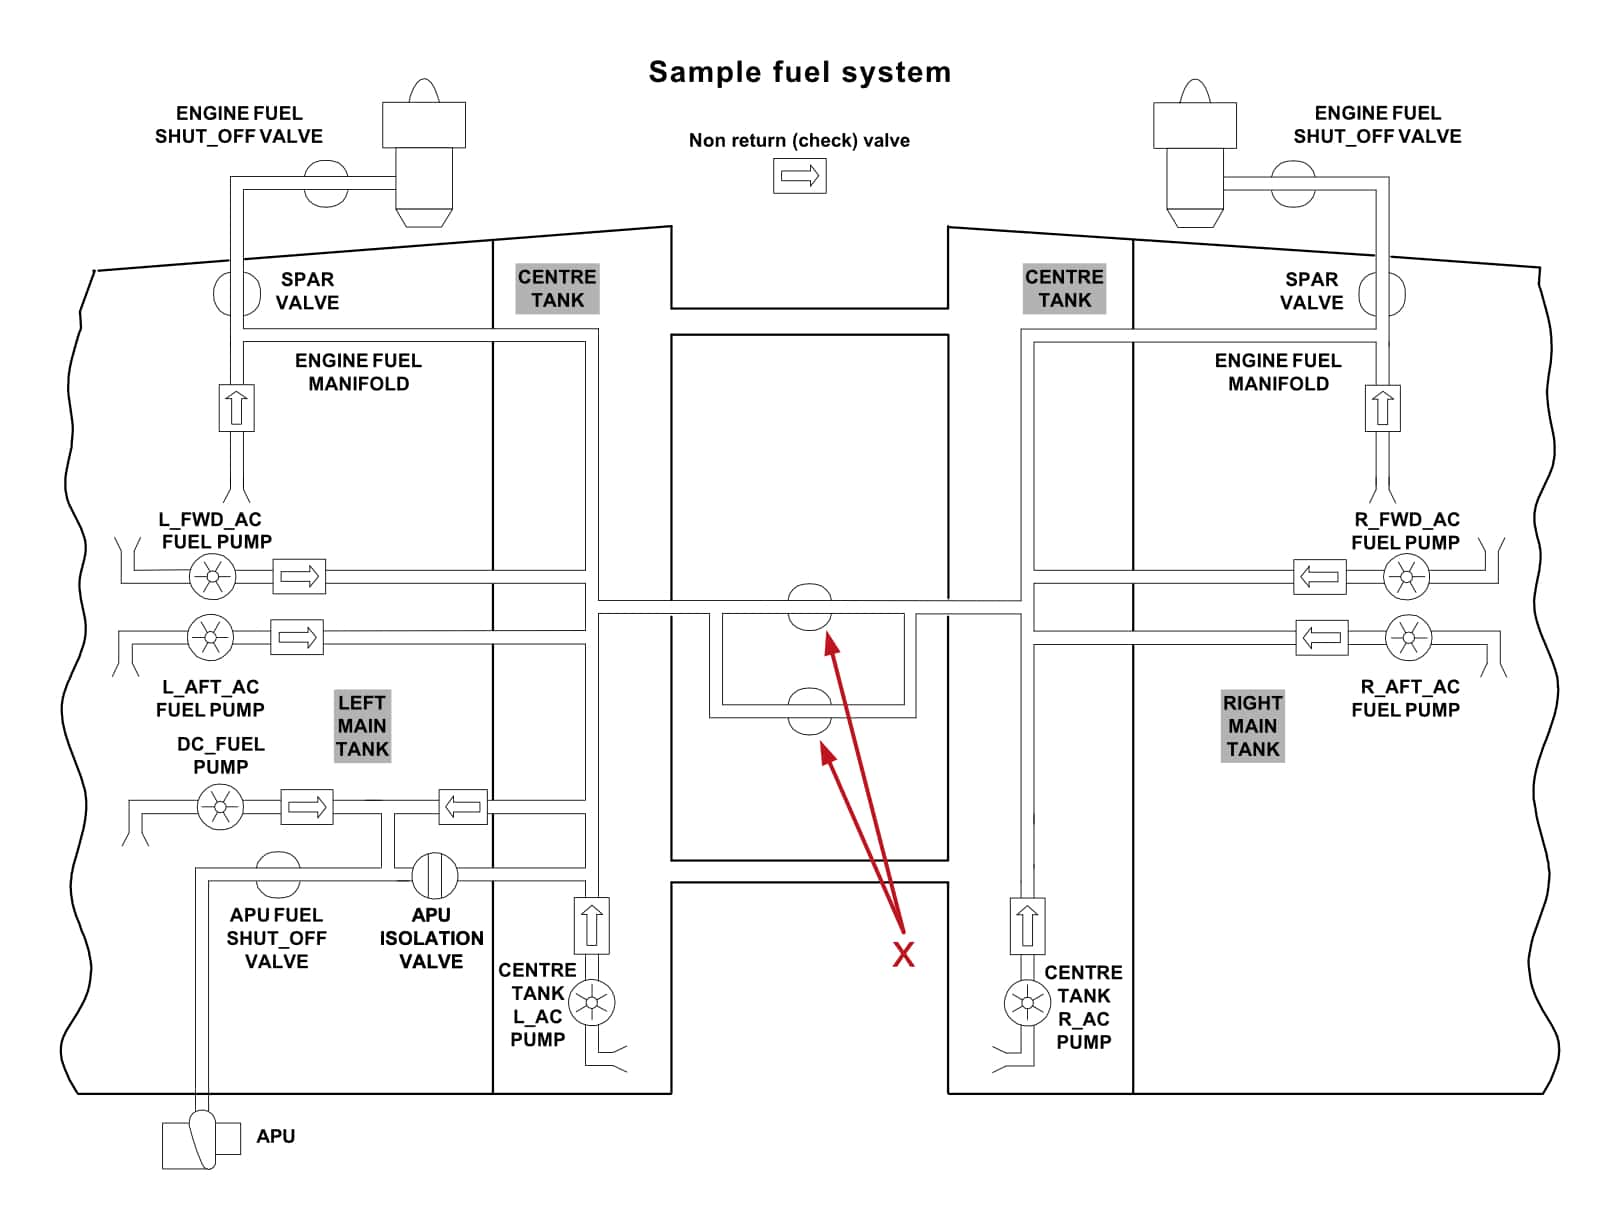 Sample fuel system
ENGINE FUEL
SHUT_OFF VALVE
Non return (check) valve
ENGINE FUEL
SHUT_OFF VALVE
SPAR
VALVE
CENTRE
TANK
CENTRE
TANK
SPAR
VALVE
ENGINE FUEL
MANIFOLD
ENGINE FUEL
MANIFOLD
L_FWD_AC
FUEL PUMP
R_FWD_AC
FUEL PUMP
L_AFT_AC
FUEL PUMP
LEFT
MAIN
TANK
RIGHT
MAIN
TANK
R_AFT_AC
FUEL PUMP
DC_FUEL
PUMP
APU FUEL
SHUT_OFF
VALVE
APU
ISOLATION
VALVE
X
CENTRE
TANK
L_AC
PUMP
CENTRE
TANK
R_AC
PUMP
APU